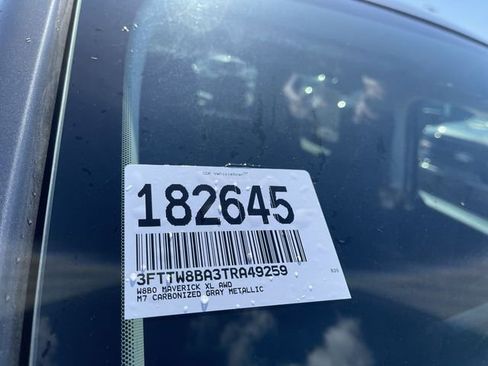 182645
3FTTW8BA3TRA49259
W8B0 MAVERICK XL AWD
M7 CARBONIZED GRAY METALLIC